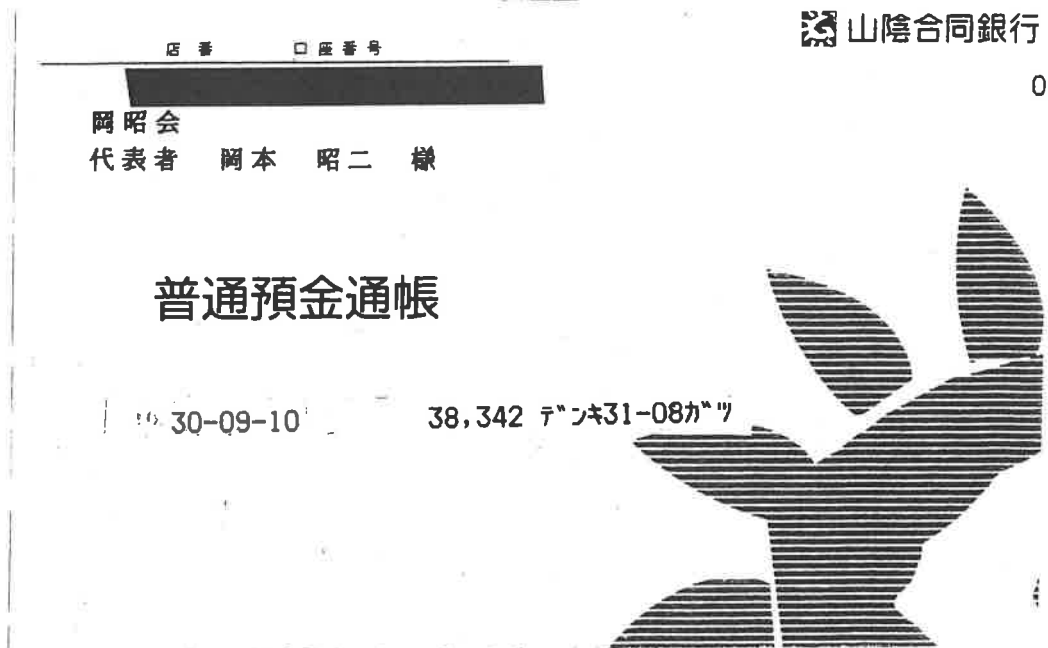 山陰合同銀行
店番 口座番号
0
岡昭会
代表者 岡本 昭二 様
普通預金通帳
30-09-10 38,342 デンキ31-08ガツ